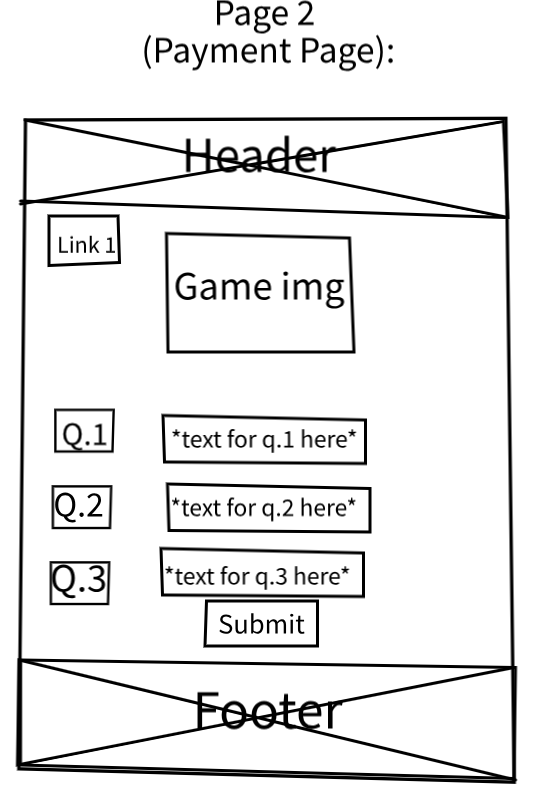 Page 2
(Payment Page):
Header
Link 1
Game img
Q.1
*text for q.1 here*
Q.2
*text for q.2 here*
Q.3
*text for q.3 here*
Submit
Footer